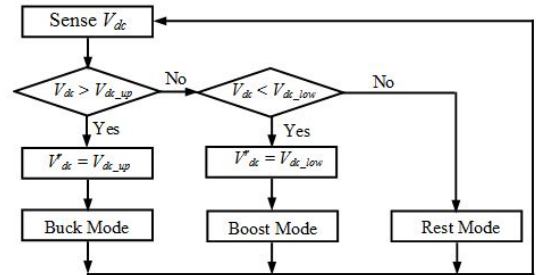 Sense V_dc
V_dc > V_dc_up
No
V_dc < V_dc_low
No
Yes
Yes
V*_dc = V_dc_up
V*_dc = V_dc_low
Buck Mode
Boost Mode
Rest Mode